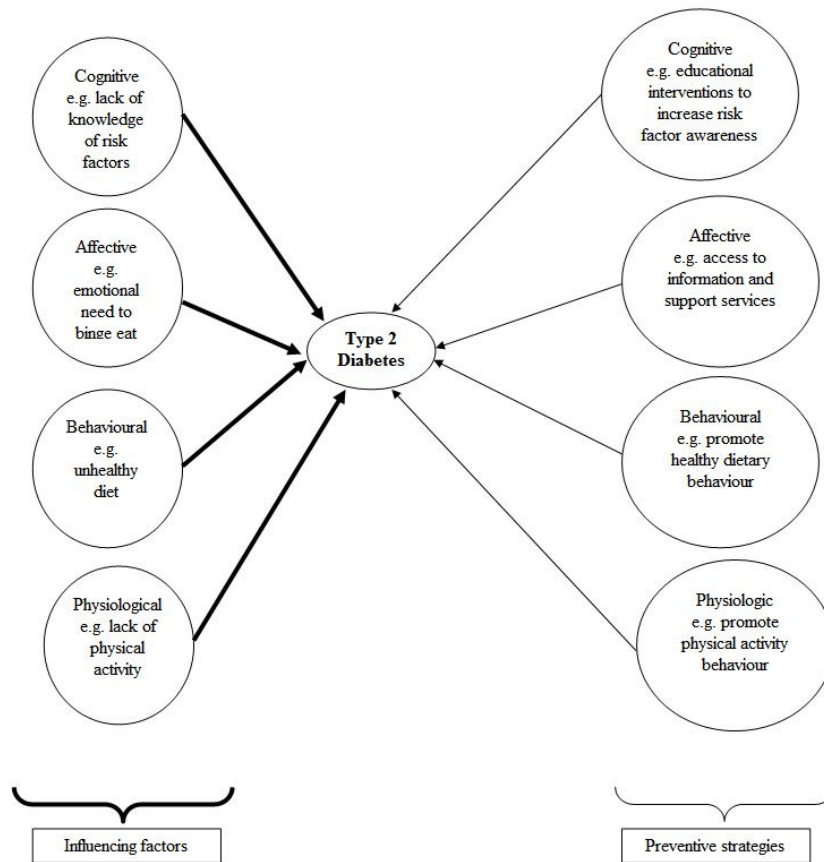 Cognitive
e.g. lack of
knowledge
of risk
factors
Affective
e.g.
emotional
need to
binge eat
Behavioural
e.g.
unhealthy
diet
Physiological
e.g. lack of
physical
activity
Type 2
Diabetes
Cognitive
e.g. educational
interventions to
increase risk
factor awareness
Affective
e.g. access to
information and
support services
Behavioural
e.g. promote
healthy dietary
behaviour
Physiologic
e.g. promote
physical activity
behaviour
Influencing factors
Preventive strategies